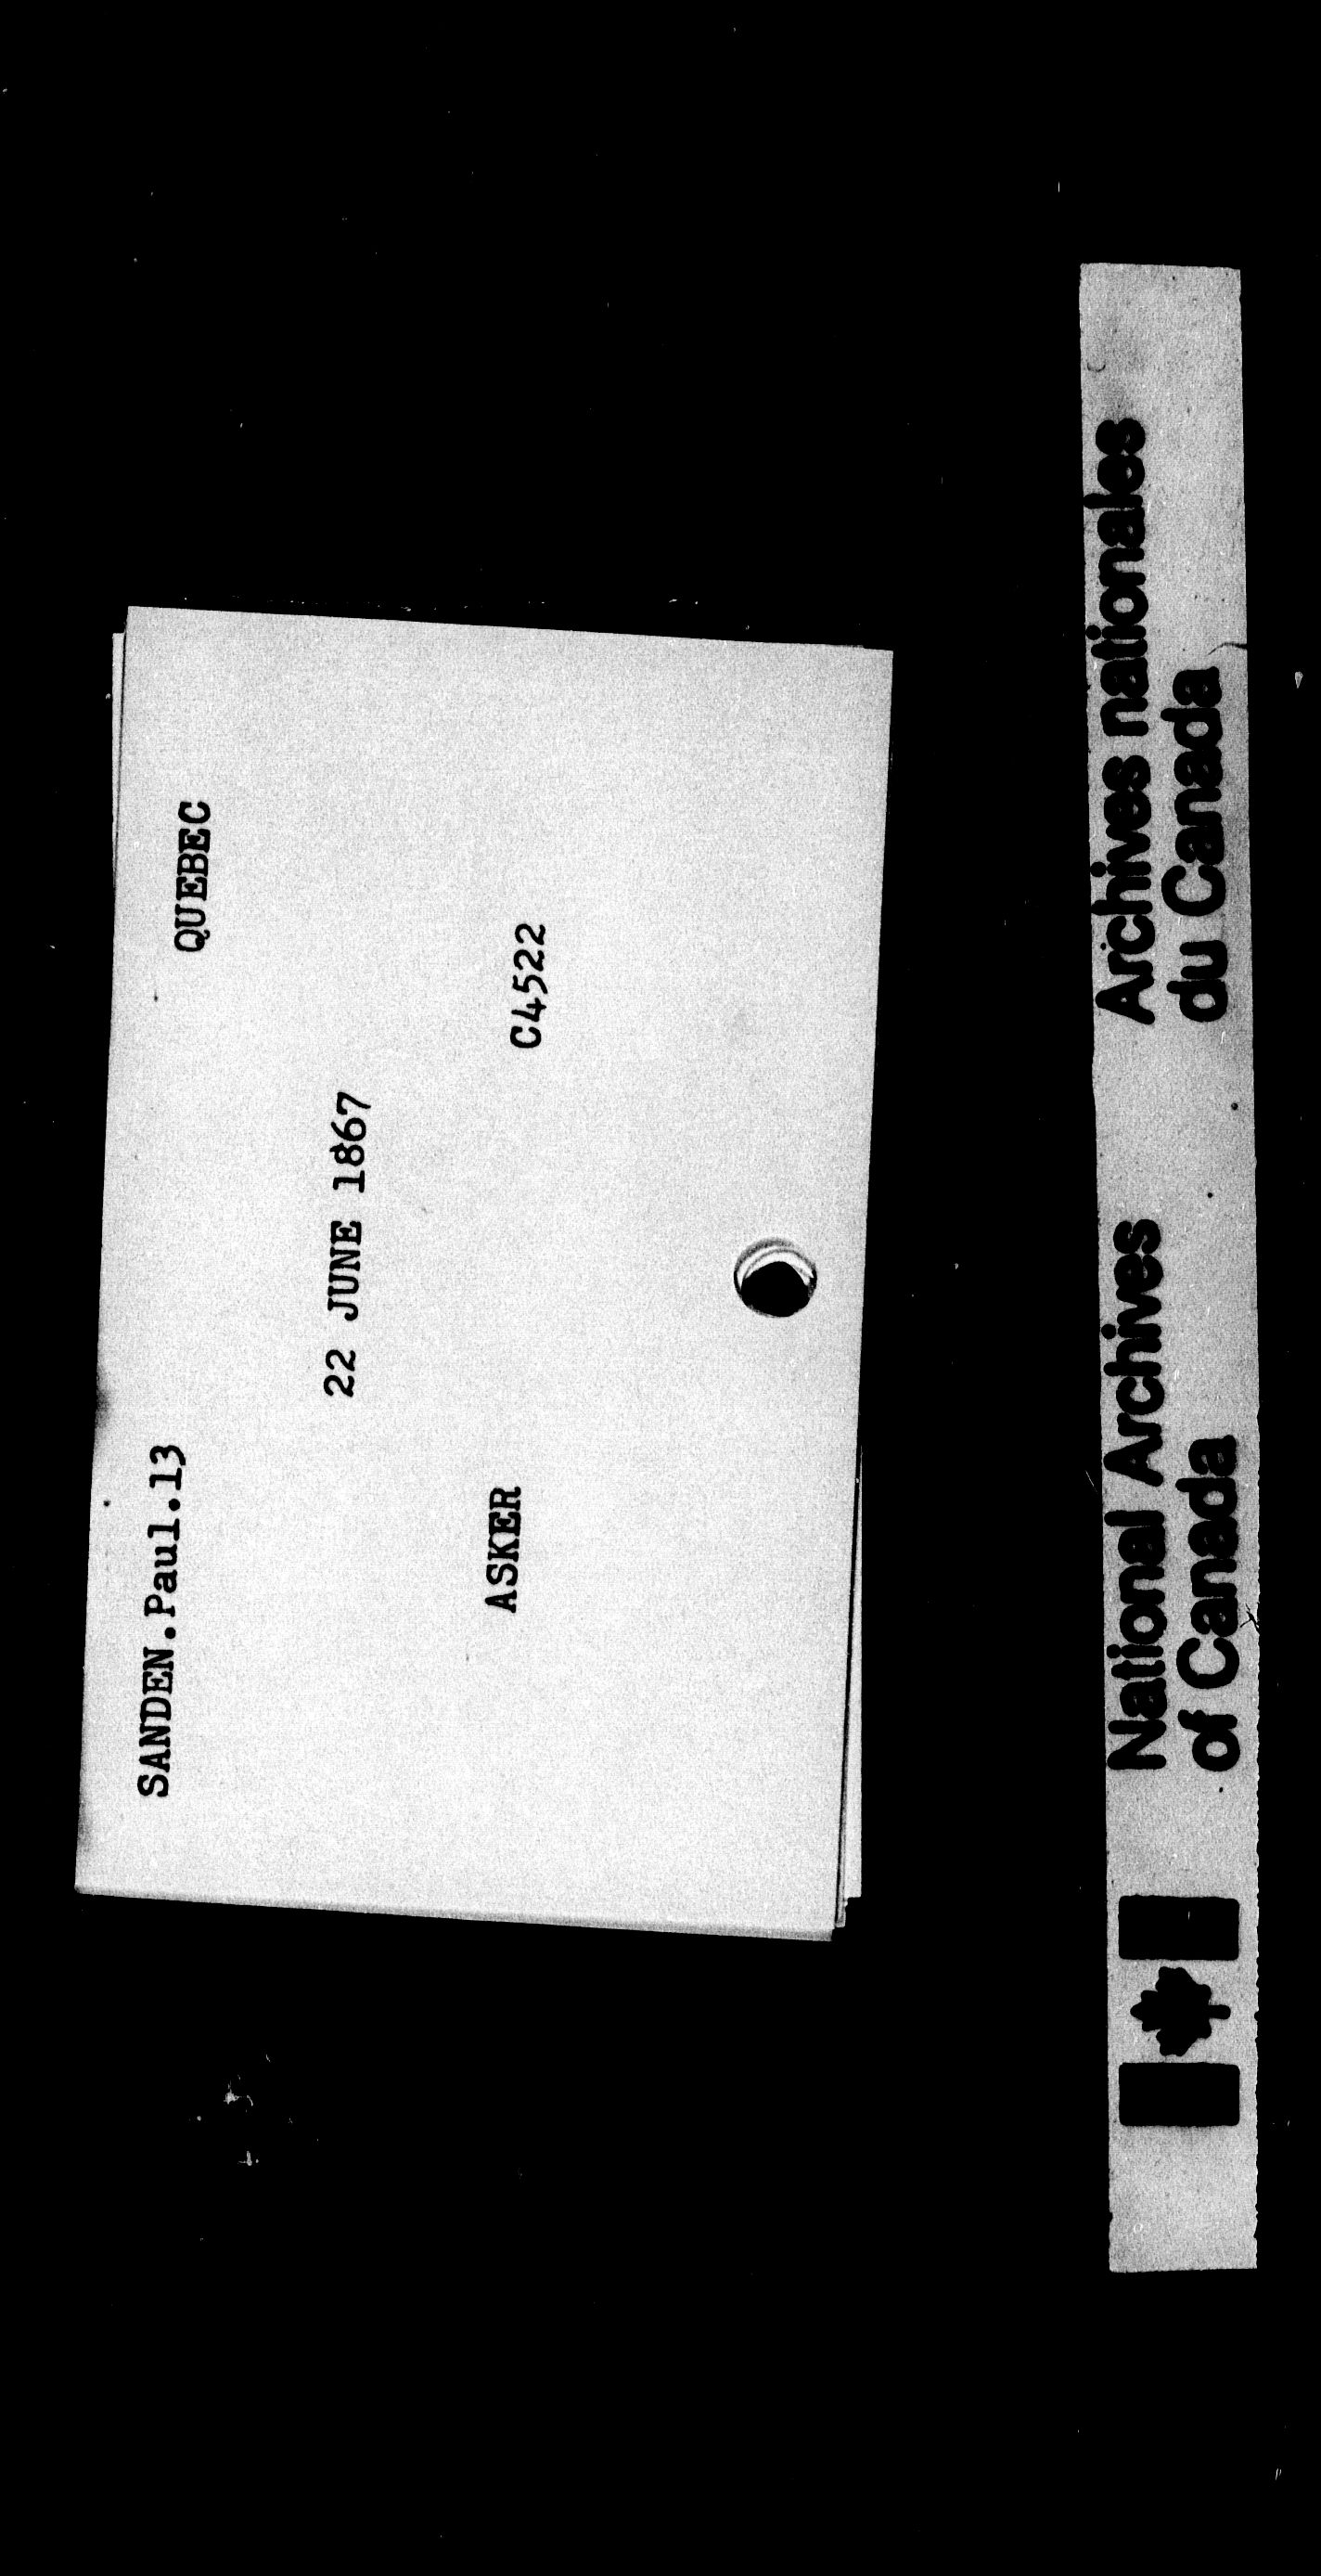 SANDEN.Paul.13 QUEBEC
22 JUNE 1867
ASKER C4522
National Archives
of Canada
Archives nationales
du Canada